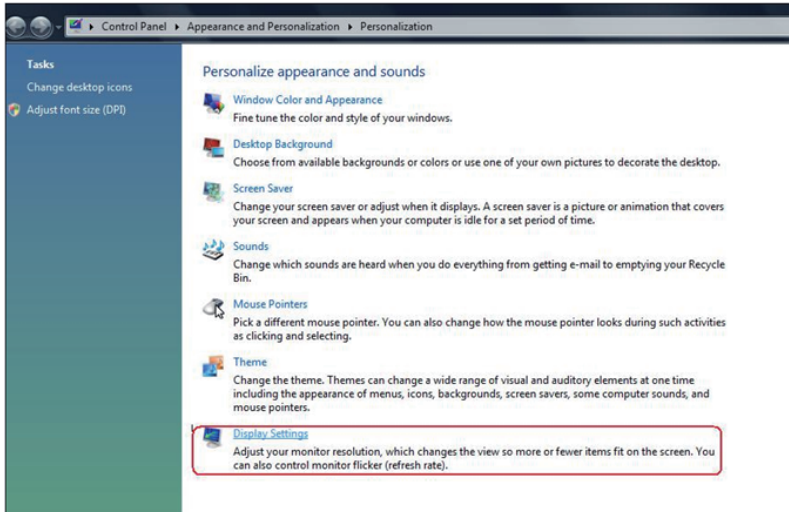 Control Panel ▸ Appearance and Personalization ▸ Personalization
Tasks
Change desktop icons
Adjust font size (DPI)
Personalize appearance and sounds
Window Color and Appearance
Fine tune the color and style of your windows.
Desktop Background
Choose from available backgrounds or colors or use one of your own pictures to decorate the desktop.
Screen Saver
Change your screen saver or adjust when it displays. A screen saver is a picture or animation that covers
your screen and appears when your computer is idle for a set period of time.
Sounds
Change which sounds are heard when you do everything from getting e-mail to emptying your Recycle
Bin.
Mouse Pointers
Pick a different mouse pointer. You can also change how the mouse pointer looks during such activities
as clicking and selecting.
Theme
Change the theme. Themes can change a wide range of visual and auditory elements at one time
including the appearance of menus, icons, backgrounds, screen savers, some computer sounds, and
mouse pointers.
Display Settings
Adjust your monitor resolution, which changes the view so more or fewer items fit on the screen. You
can also control monitor flicker (refresh rate).